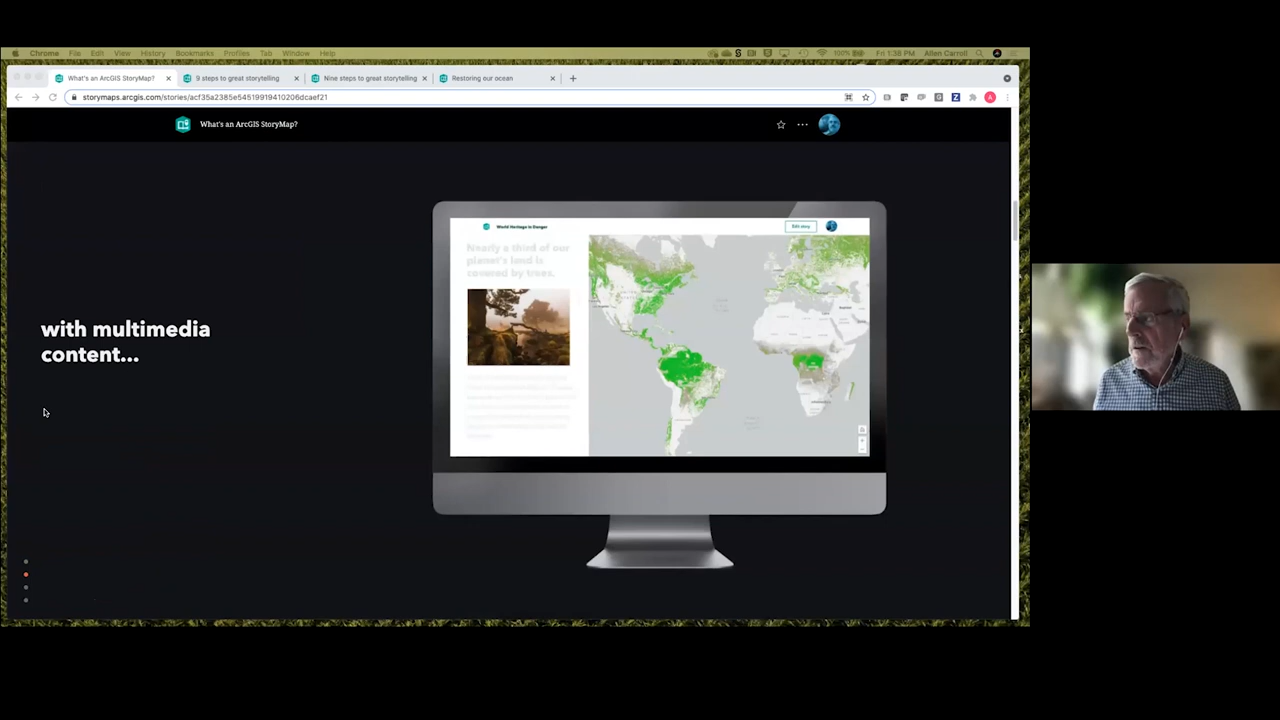 Chrome File Edit View History Bookmarks Profiles Tab Window Help 100% Fri 1:38 PM Allen Carroll
What's an ArcGIS StoryMap? 9 steps to great storytelling Nine steps to great storytelling Restoring our ocean
storymaps.arcgis.com/stories/acf35a2385e54519919410206dcaef21
What's an ArcGIS StoryMap?
World Heritage in Danger Edit story
Nearly a third of our
planet's land is
covered by trees.
with multimedia
content...